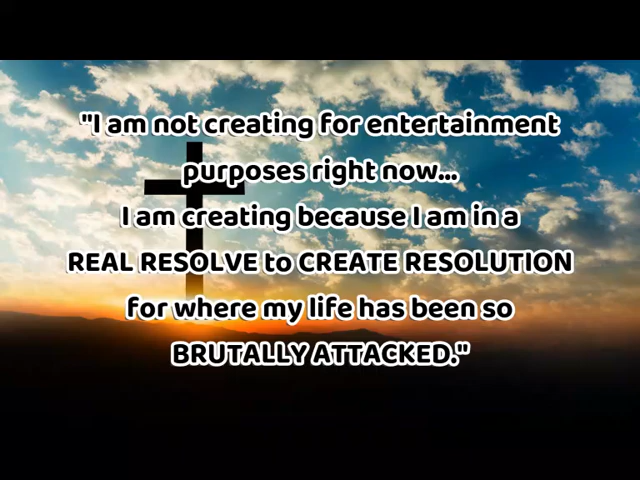 "I am not creating for entertainment
purposes right now...
I am creating because I am in a
REAL RESOLVE to CREATE RESOLUTION
for where my life has been so
BRUTALLY ATTACKED."